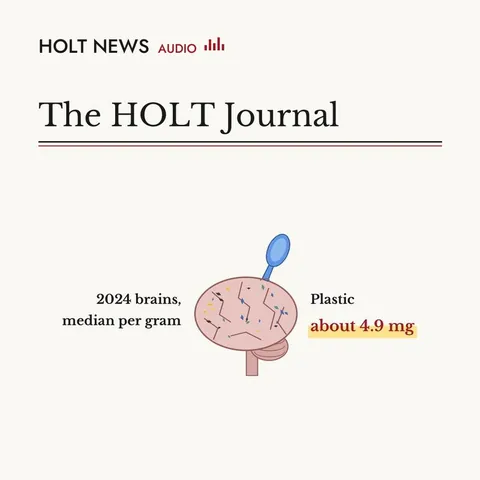 HOLT NEWS AUDIO
The HOLT Journal
2024 brains,
median per gram
Plastic
about 4.9 mg